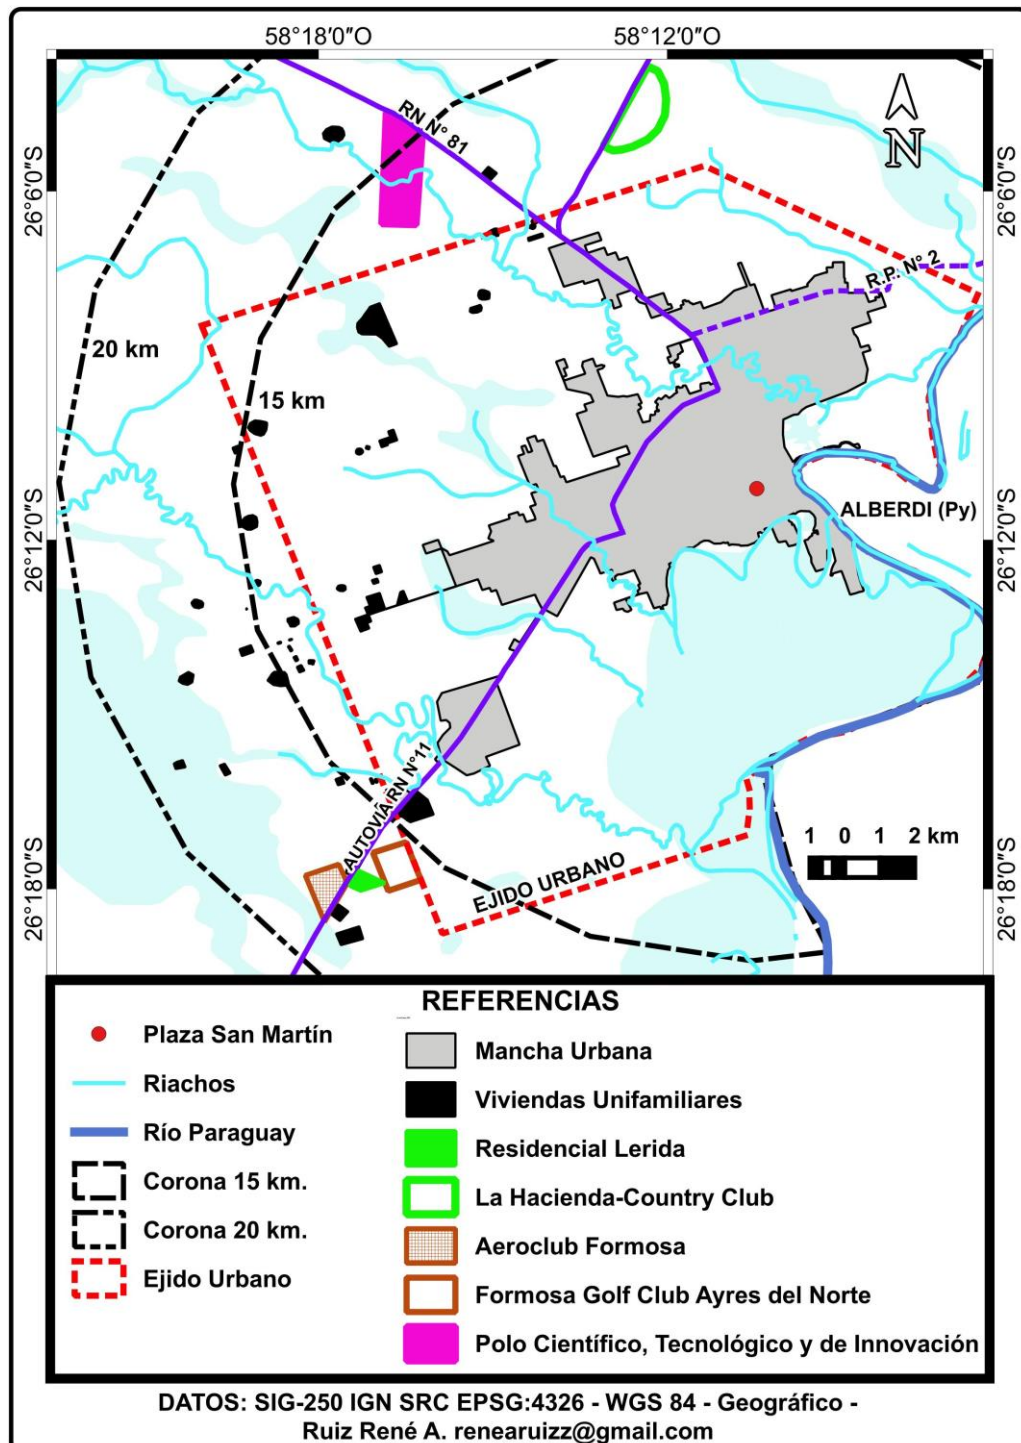 58°18'0"O
58°12'0"O
26°6'0"S
26°6'0"S
N
RN N° 81
R.P. N° 2
20 km
15 km
ALBERDI (Py)
26°12'0"S
26°12'0"S
AUTOVÍA RN N°11
EJIDO URBANO
1 0 1 2 km
26°18'0"S
26°18'0"S
REFERENCIAS
Plaza San Martín
Riachos
Río Paraguay
Corona 15 km.
Corona 20 km.
Ejido Urbano
Mancha Urbana
Viviendas Unifamiliares
Residencial Lerida
La Hacienda-Country Club
Aeroclub Formosa
Formosa Golf Club Ayres del Norte
Polo Científico, Tecnológico y de Innovación
DATOS: SIG-250 IGN SRC EPSG:4326 - WGS 84 - Geográfico -
Ruiz René A. renearuizz@gmail.com